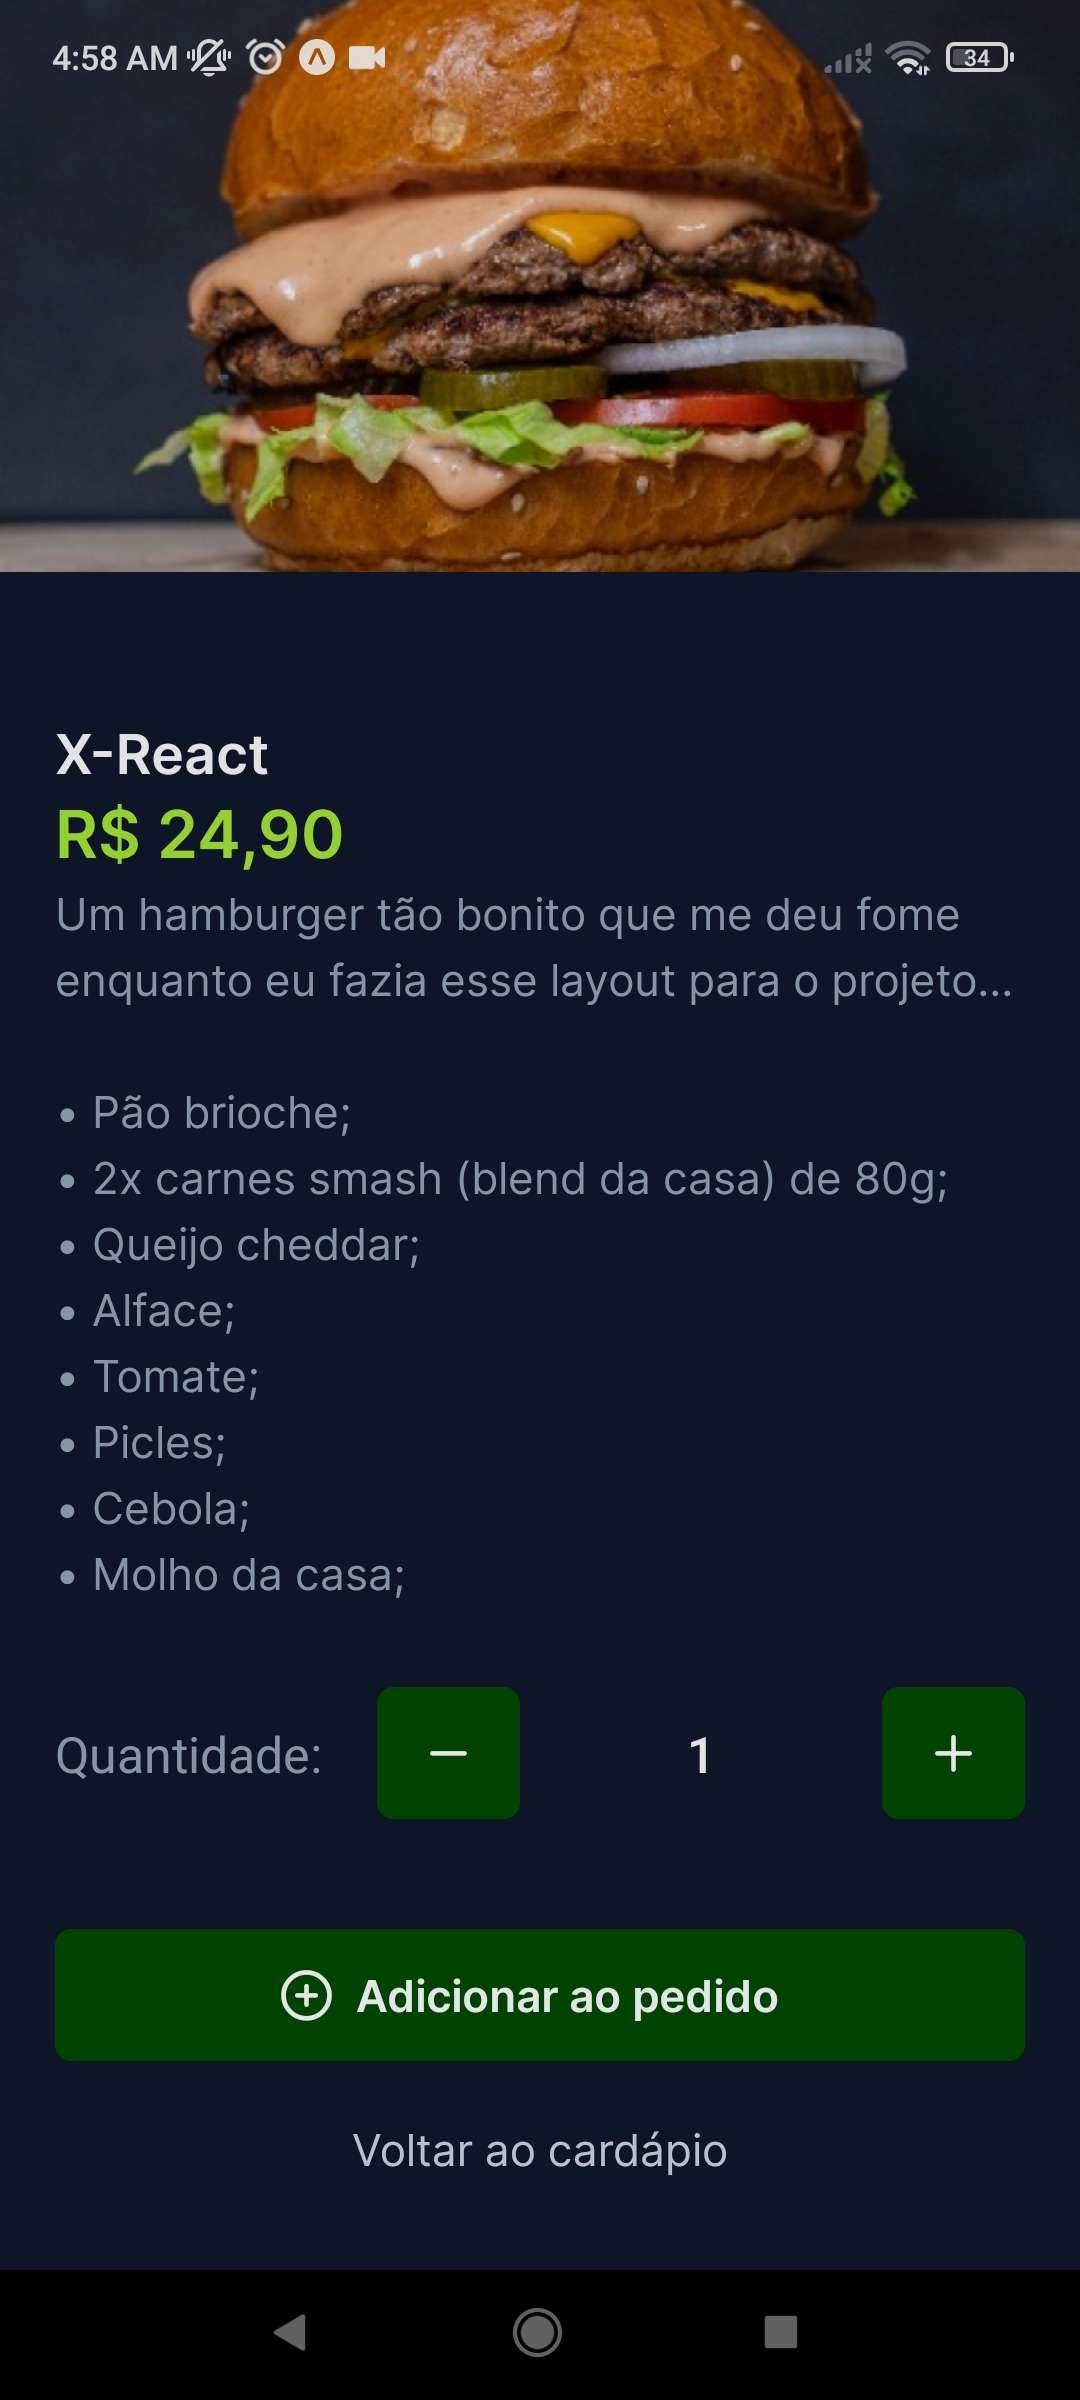 4:58 AM
34
X-React
R$ 24,90
Um hamburger tão bonito que me deu fome
enquanto eu fazia esse layout para o projeto...
• Pão brioche;
• 2x carnes smash (blend da casa) de 80g;
• Queijo cheddar;
• Alface;
• Tomate;
• Picles;
• Cebola;
• Molho da casa;
Quantidade: − 1 +
Adicionar ao pedido
Voltar ao cardápio